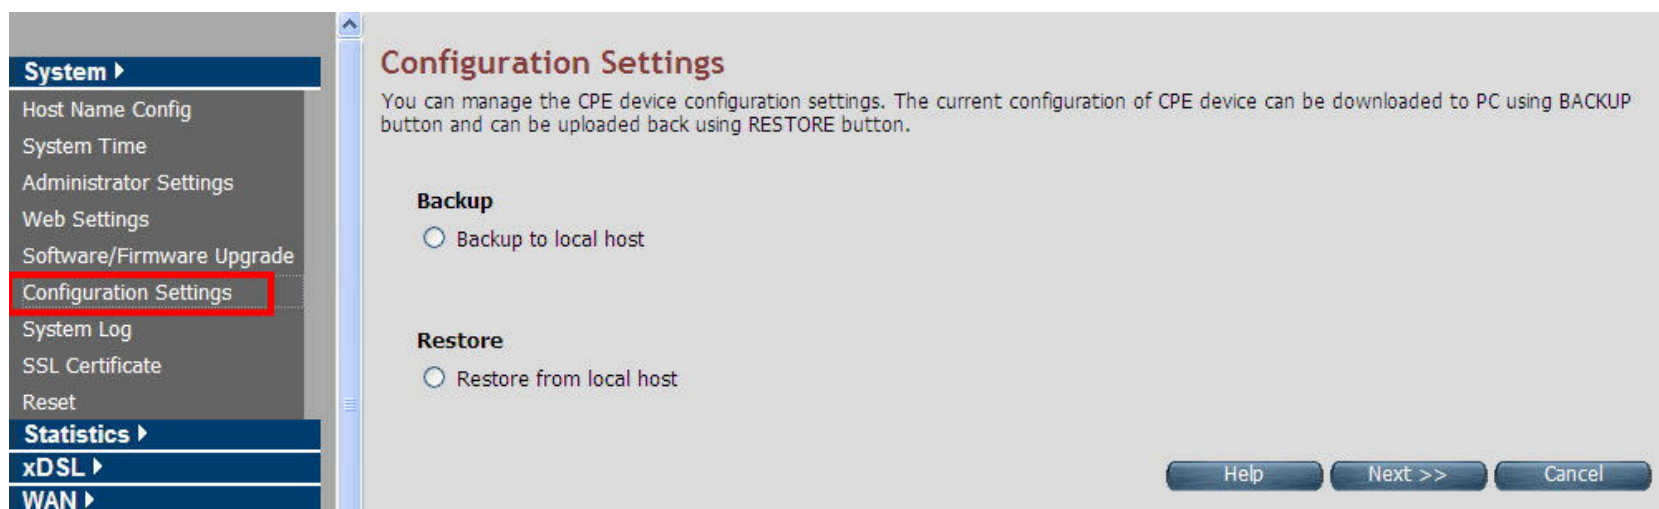 System
Host Name Config
System Time
Administrator Settings
Web Settings
Software/Firmware Upgrade
Configuration Settings
System Log
SSL Certificate
Reset
Statistics
xDSL
WAN
Configuration Settings
You can manage the CPE device configuration settings. The current configuration of CPE device can be downloaded to PC using BACKUP
button and can be uploaded back using RESTORE button.
Backup
Backup to local host
Restore
Restore from local host
Help Next >> Cancel